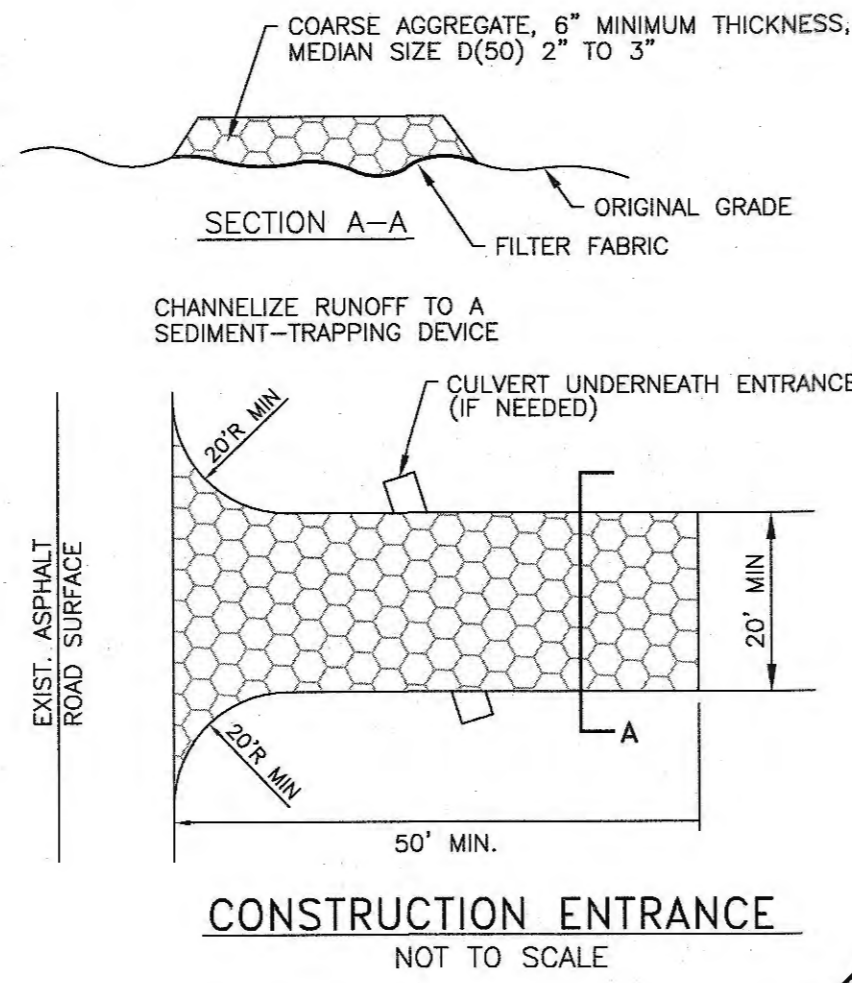 COARSE AGGREGATE, 6" MINIMUM THICKNESS,
MEDIAN SIZE D(50) 2" TO 3"
ORIGINAL GRADE
SECTION A-A
FILTER FABRIC
CHANNELIZE RUNOFF TO A
SEDIMENT-TRAPPING DEVICE
CULVERT UNDERNEATH ENTRANCE
(IF NEEDED)
20'R MIN
EXIST. ASPHALT
ROAD SURFACE
20' MIN
20'R MIN
A
50' MIN.
CONSTRUCTION ENTRANCE
NOT TO SCALE